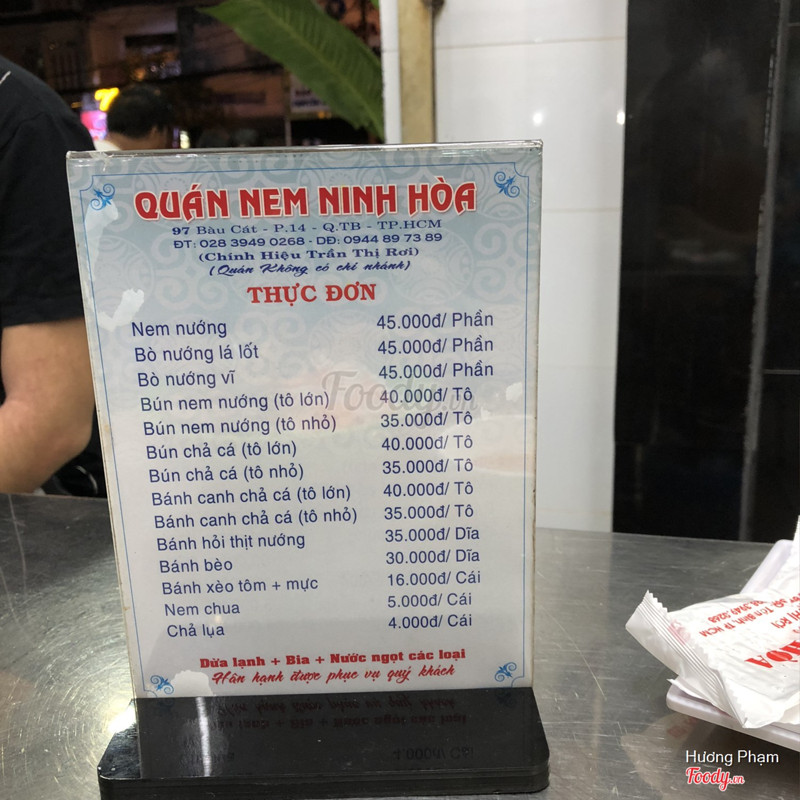 QUÁN NEM NINH HÒA
97 Bàu Cát - P.14 - Q.TB - TP.HCM
ĐT: 028 3949 0268 - DĐ: 0944 89 73 89
(Chính Hiệu Trần Thị Rơi)
(Quán Không có chi nhánh)
THỰC ĐƠN
Nem nướng 45.000đ/ Phần
Bò nướng lá lốt 45.000đ/ Phần
Bò nướng vĩ 45.000đ/ Phần
Bún nem nướng (tô lớn) 40.000đ/ Tô
Bún nem nướng (tô nhỏ) 35.000đ/ Tô
Bún chả cá (tô lớn) 40.000đ/ Tô
Bún chả cá (tô nhỏ) 35.000đ/ Tô
Bánh canh chả cá (tô lớn) 40.000đ/ Tô
Bánh canh chả cá (tô nhỏ) 35.000đ/ Tô
Bánh hỏi thịt nướng 35.000đ/ Dĩa
Bánh bèo 30.000đ/ Dĩa
Bánh xèo tôm + mực 16.000đ/ Cái
Nem chua 5.000đ/ Cái
Chả lụa 4.000đ/ Cái
Dừa lạnh + Bia + Nước ngọt các loại
Hân hạnh được phục vụ quý khách
Foody.vn
HÒA
Hương Phạm
Foody.vn